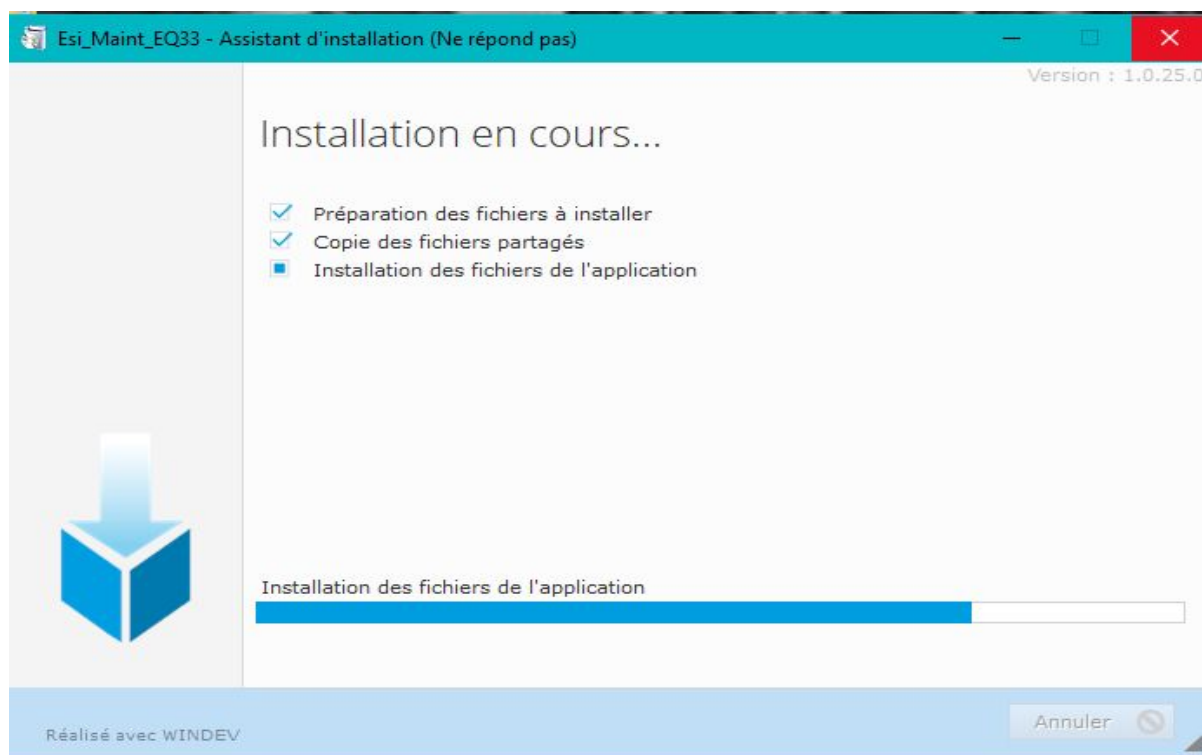 Esi_Maint_EQ33 - Assistant d'installation (Ne répond pas)
Version : 1.0.25.0
Installation en cours...
Préparation des fichiers à installer
Copie des fichiers partagés
Installation des fichiers de l'application
Installation des fichiers de l'application
Annuler
Réalisé avec WINDEV